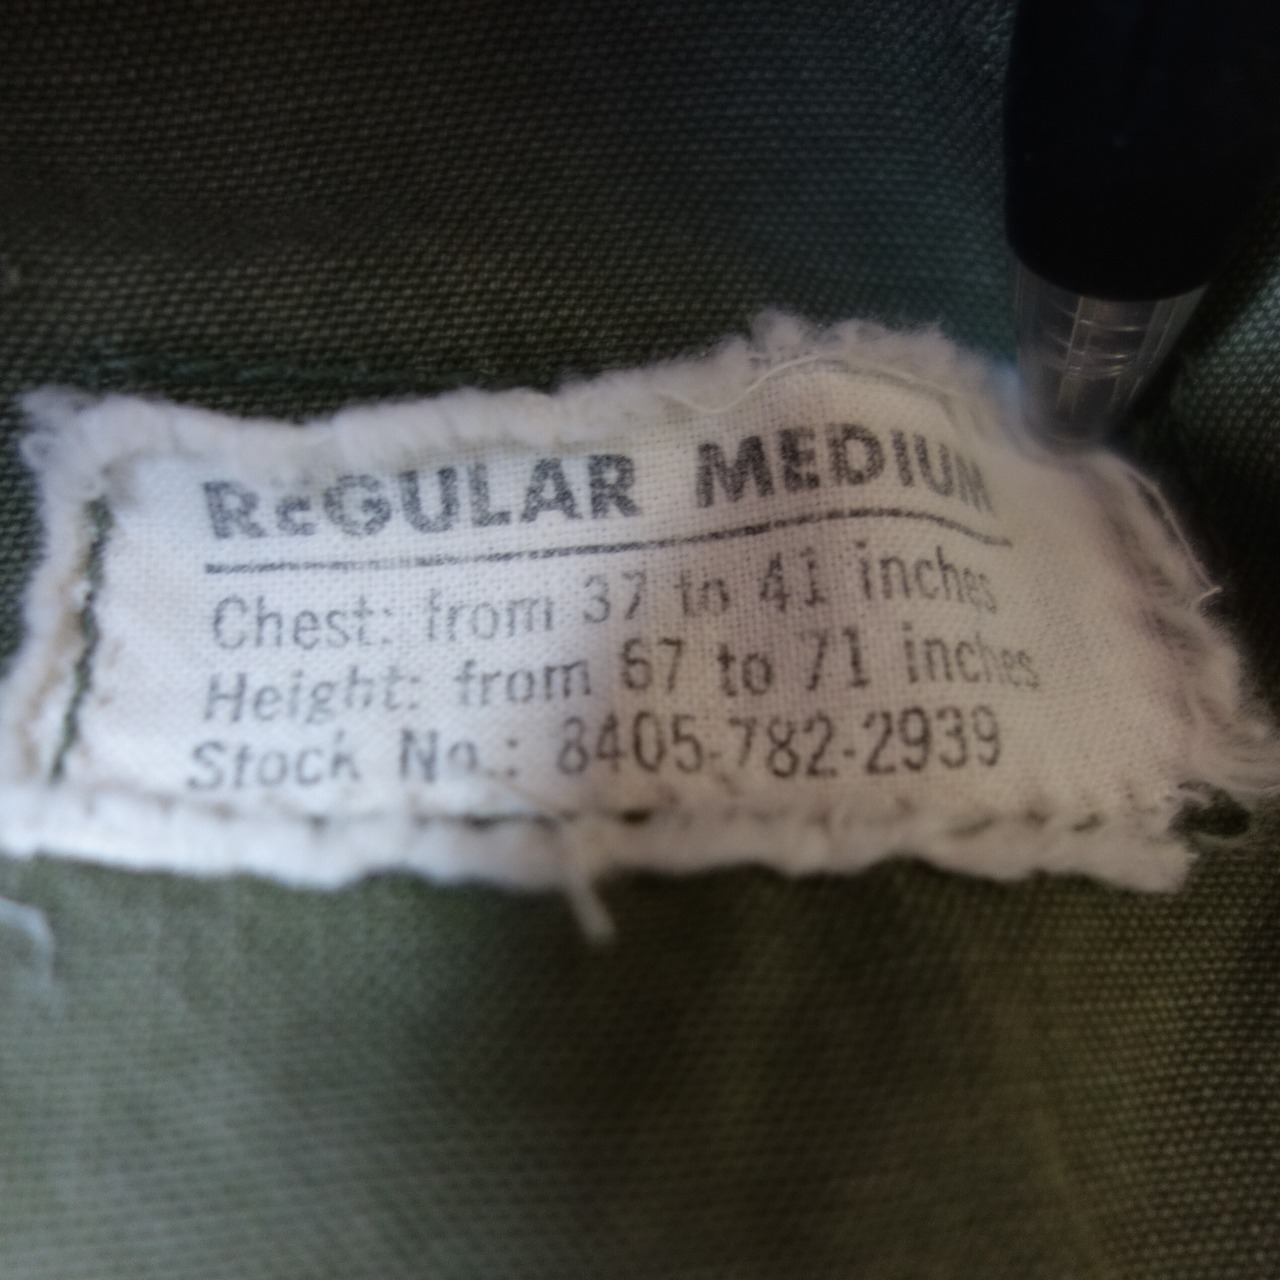 REGULAR MEDIUM
Chest: from 37 to 41 inches
Height: from 67 to 71 inches
Stock No.: 8405-782-2939